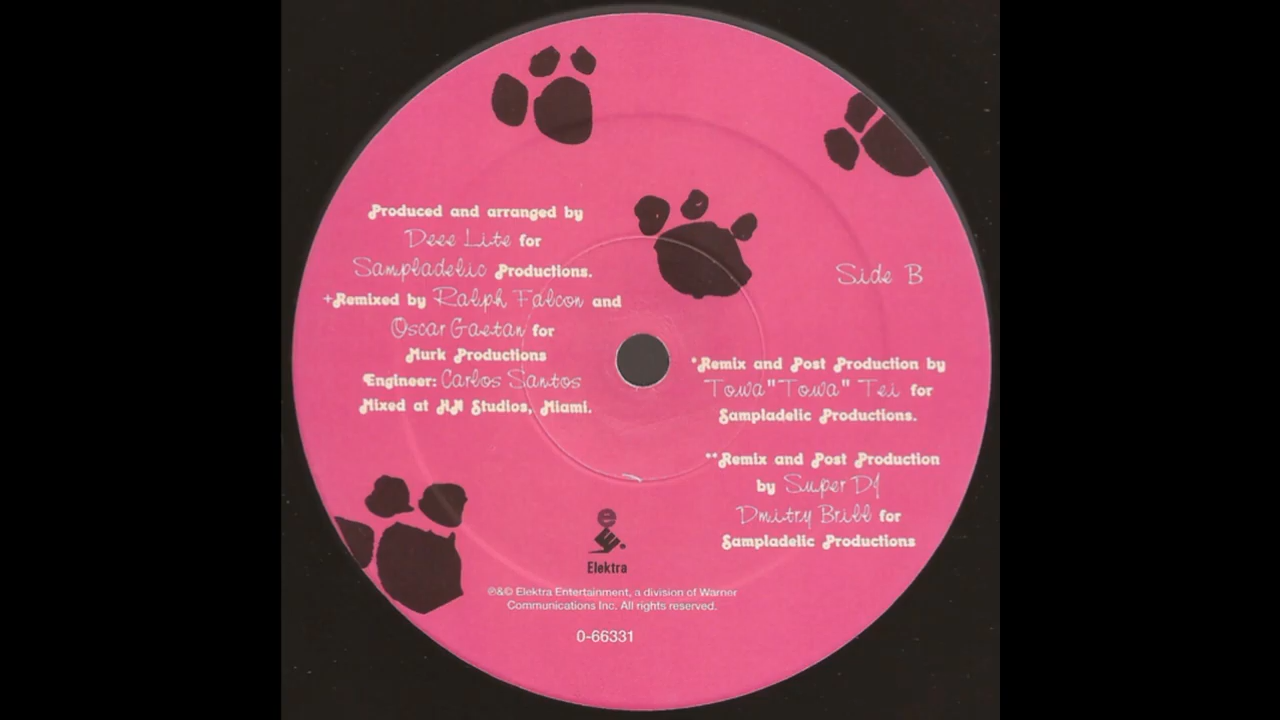 Produced and arranged by
Deee Lite for
Sampladelic Productions.
+Remixed by Ralph Falcon and
Oscar Gaetan for
Murk Productions
Engineer: Carlos Santos
Mixed at HN Studios, Miami.
Side B
*Remix and Post Production by
Towa "Towa" Tei for
Sampladelic Productions.
**Remix and Post Production
by Super DJ
Dmitry Brill for
Sampladelic Productions
Elektra
℗&© Elektra Entertainment, a division of Warner
Communications Inc. All rights reserved.
0-66331